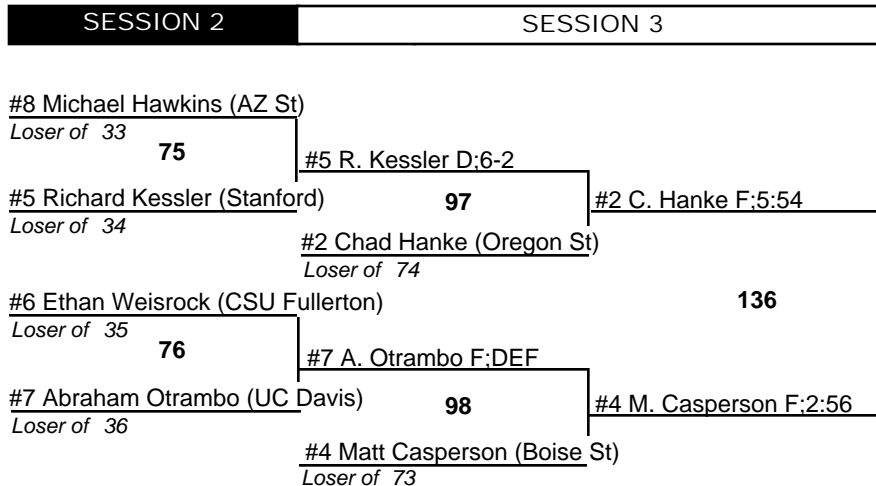 SESSION 2
SESSION 3
#8 Michael Hawkins (AZ St)
Loser of 33
75
#5 R. Kessler D;6-2
#5 Richard Kessler (Stanford)
97
#2 C. Hanke F;5:54
Loser of 34
#2 Chad Hanke (Oregon St)
Loser of 74
#6 Ethan Weisrock (CSU Fullerton)
136
Loser of 35
76
#7 A. Otrambo F;DEF
#7 Abraham Otrambo (UC Davis)
98
#4 M. Casperson F;2:56
Loser of 36
#4 Matt Casperson (Boise St)
Loser of 73